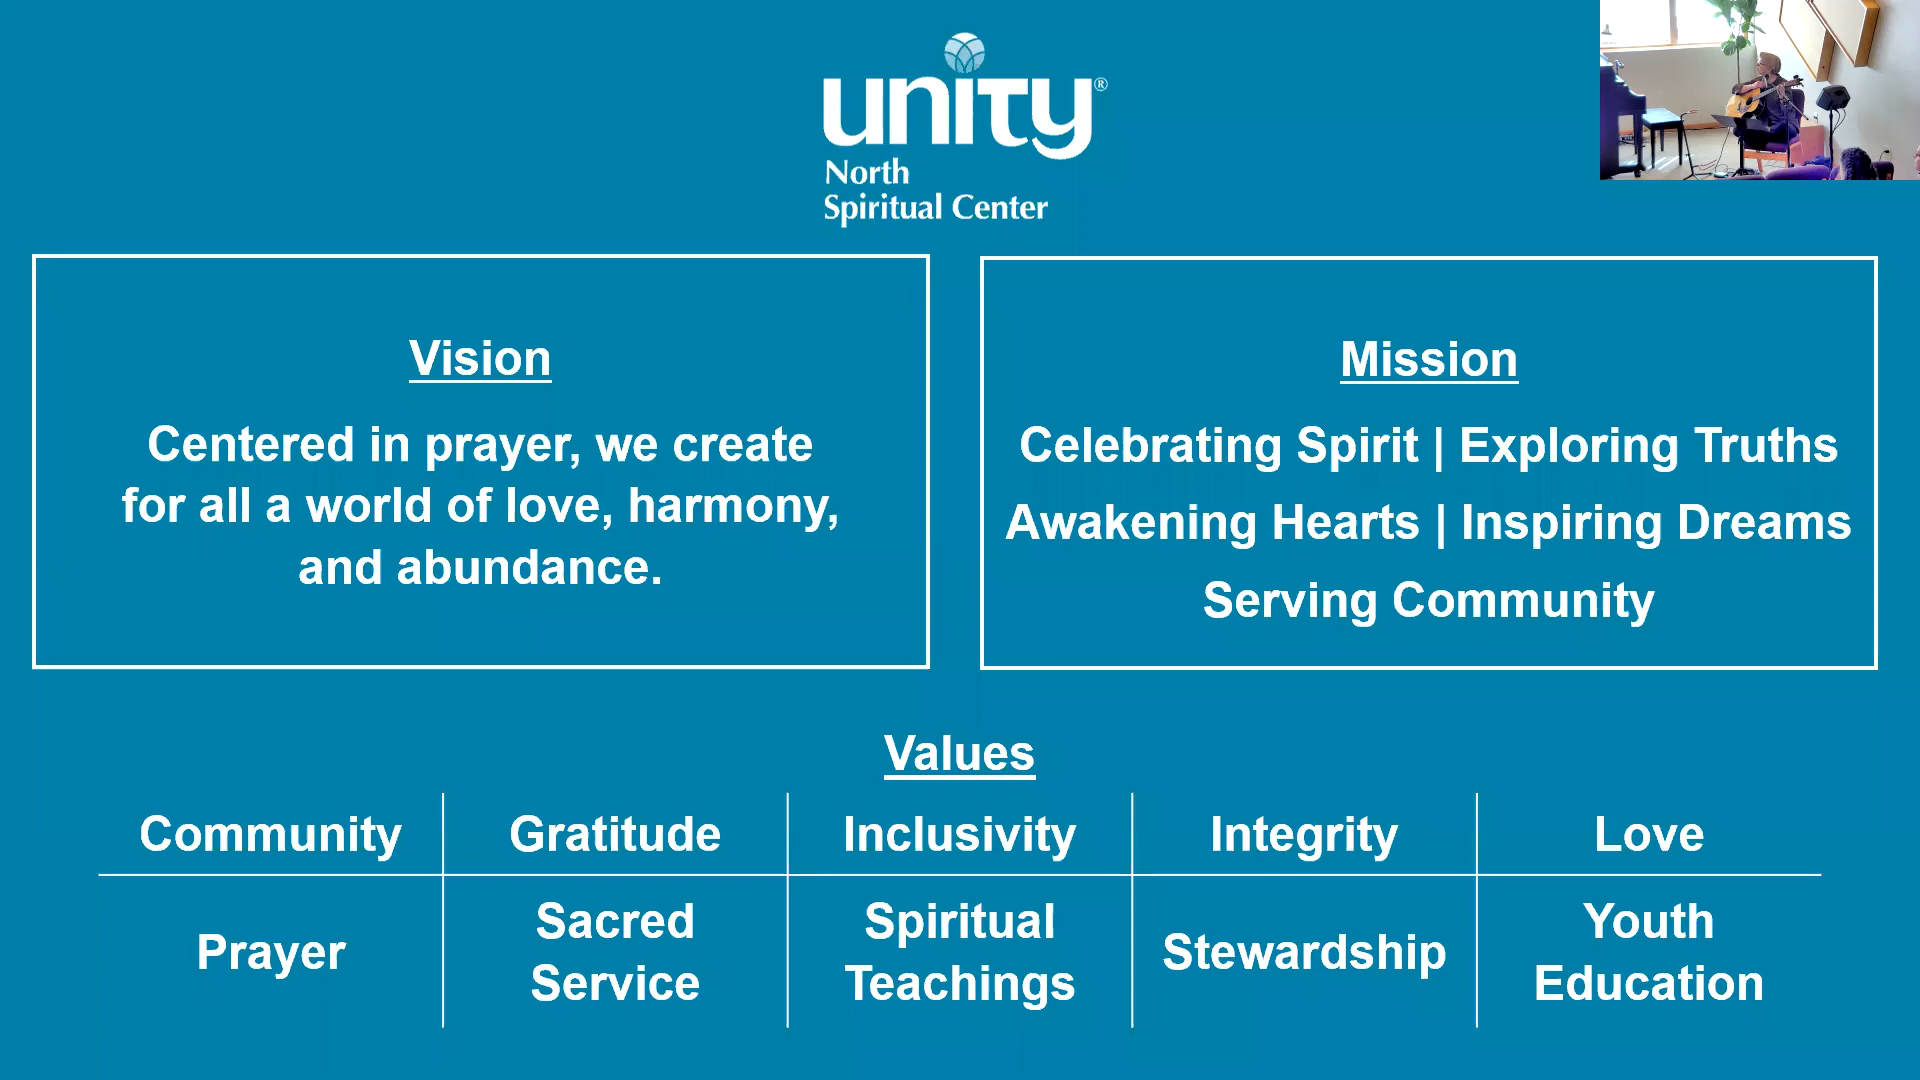 unity®
North
Spiritual Center
Vision
Centered in prayer, we create
for all a world of love, harmony,
and abundance.
Mission
Celebrating Spirit | Exploring Truths
Awakening Hearts | Inspiring Dreams
Serving Community
Values
Community Gratitude Inclusivity Integrity Love
Prayer Sacred Service Spiritual Teachings Stewardship Youth Education